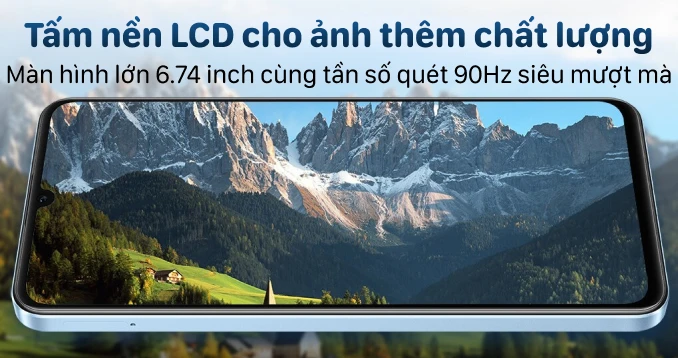 Tấm nền LCD cho ảnh thêm chất lượng
Màn hình lớn 6.74 inch cùng tần số quét 90Hz siêu mượt mà